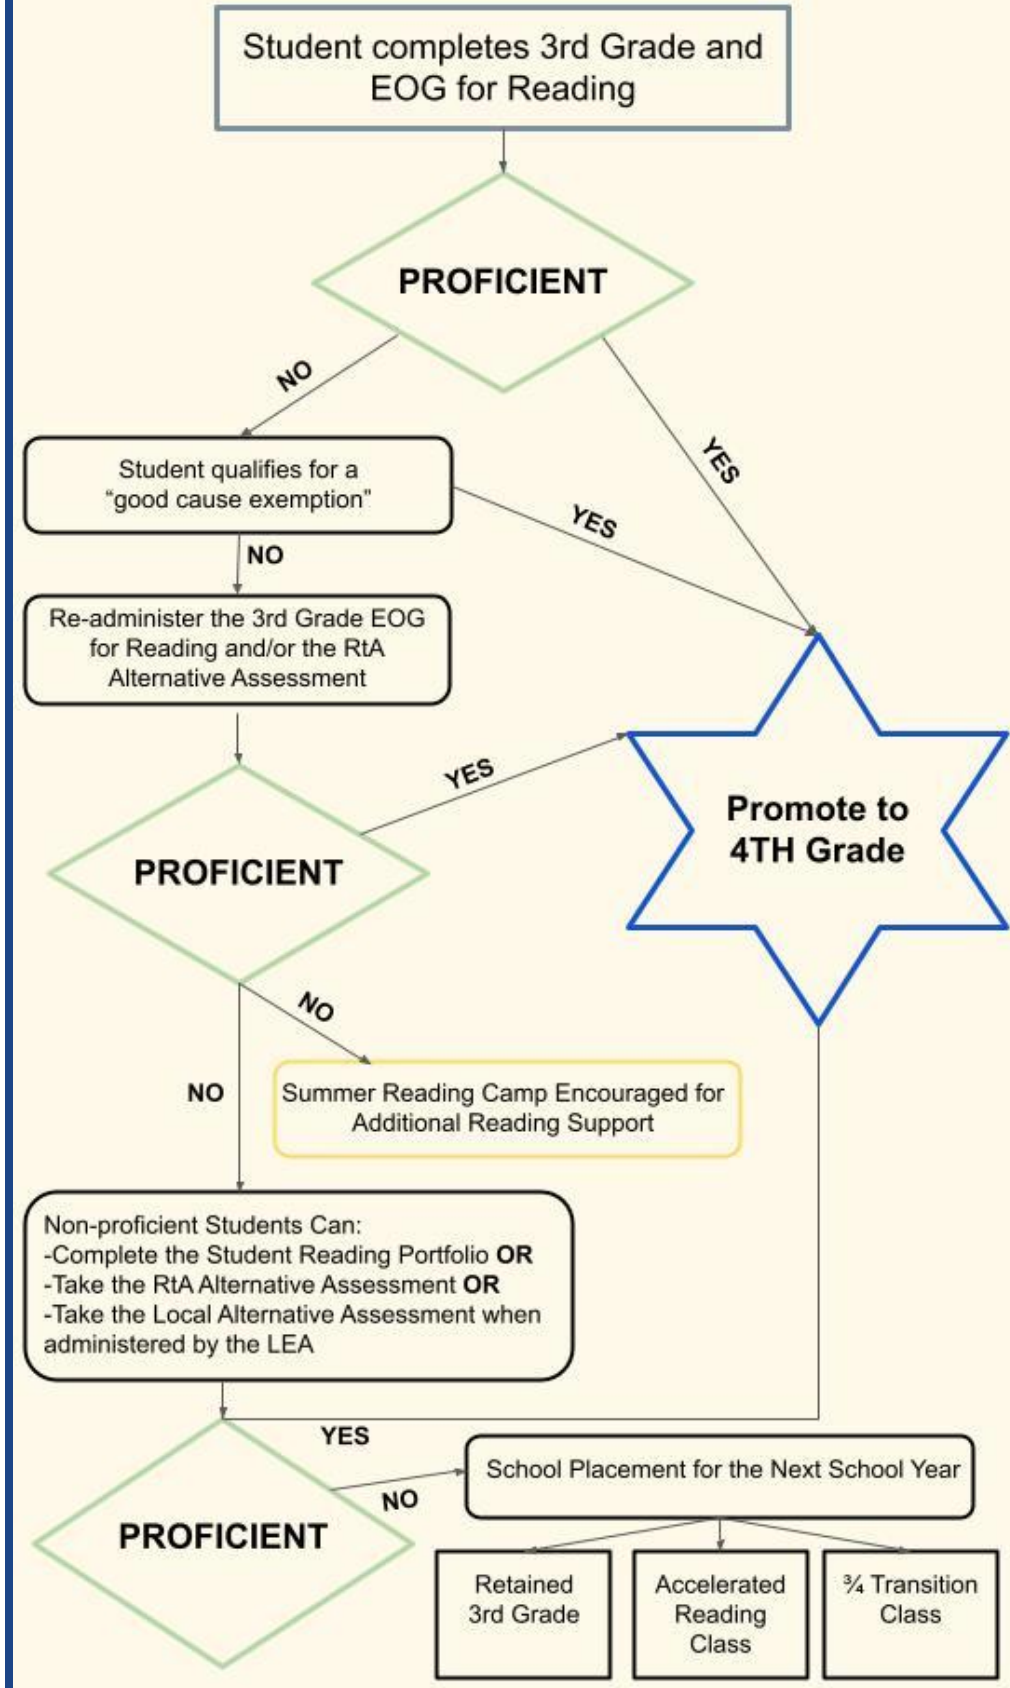 Student completes 3rd Grade and
EOG for Reading
PROFICIENT
NO
YES
Student qualifies for a
“good cause exemption”
YES
NO
Re-administer the 3rd Grade EOG
for Reading and/or the RtA
Alternative Assessment
YES
Promote to
4TH Grade
PROFICIENT
NO
NO
Summer Reading Camp Encouraged for
Additional Reading Support
Non-proficient Students Can:
-Complete the Student Reading Portfolio OR
-Take the RtA Alternative Assessment OR
-Take the Local Alternative Assessment when
administered by the LEA
YES
School Placement for the Next School Year
NO
PROFICIENT
Retained
3rd Grade
Accelerated
Reading
Class
¾ Transition
Class